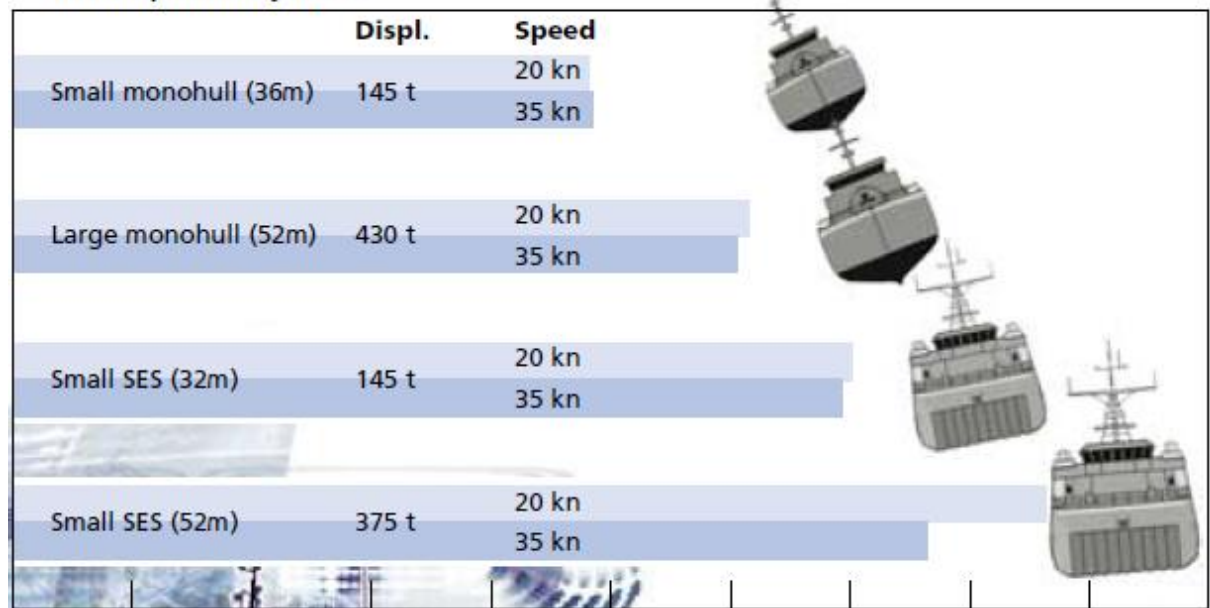 Displ. Speed
Small monohull (36m) 145 t 20 kn
35 kn
Large monohull (52m) 430 t 20 kn
35 kn
Small SES (32m) 145 t 20 kn
35 kn
Small SES (52m) 375 t 20 kn
35 kn